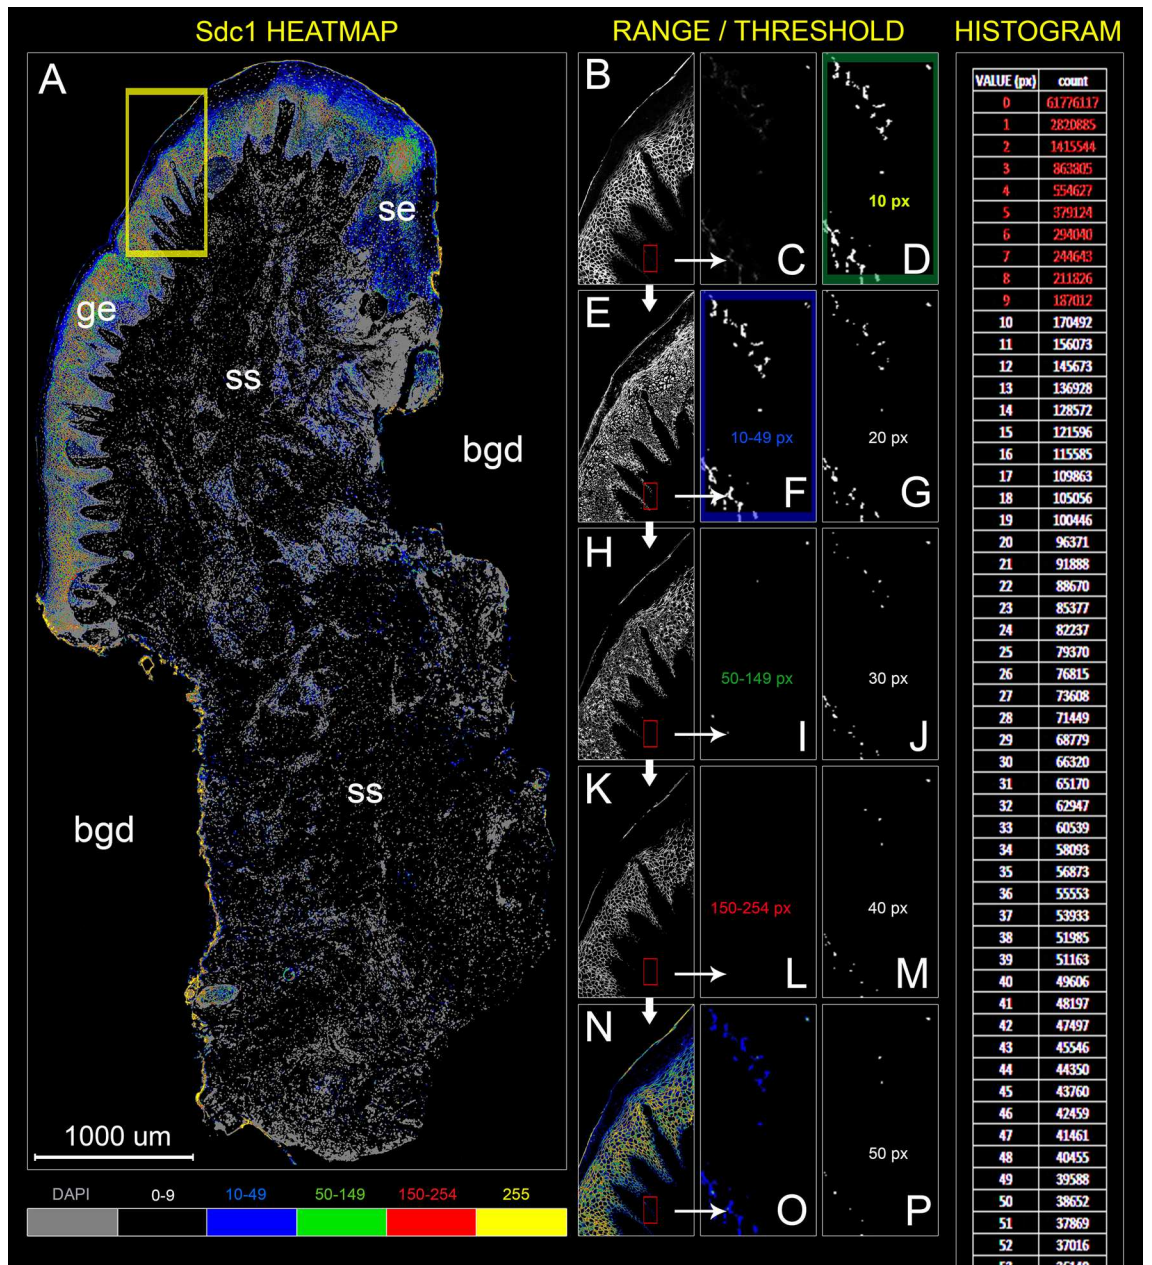 Sdc1 HEATMAP
RANGE / THRESHOLD
HISTOGRAM
A
se
ge
ss
bgd
ss
bgd
1000 um
DAPI 0-9 10-49 50-149 150-254 255
B
C
10 px
D
E
10-49 px
F
20 px
G
H
50-149 px
I
30 px
J
K
150-254 px
L
40 px
M
N
O
50 px
P
VALUE (px) count
0 61776117
1 2820885
2 1415544
3 863805
4 554627
5 379124
6 294040
7 244643
8 211826
9 187012
10 170492
11 156073
12 145673
13 136928
14 128572
15 121596
16 115585
17 109863
18 105056
19 100446
20 96371
21 91888
22 88670
23 85377
24 82237
25 79370
26 76815
27 73608
28 71449
29 68779
30 66320
31 65170
32 62947
33 60539
34 58093
35 56873
36 55553
37 53933
38 51985
39 51163
40 49606
41 48197
42 47497
43 45546
44 44350
45 43760
46 42459
47 41461
48 40455
49 39588
50 38652
51 37869
52 37016